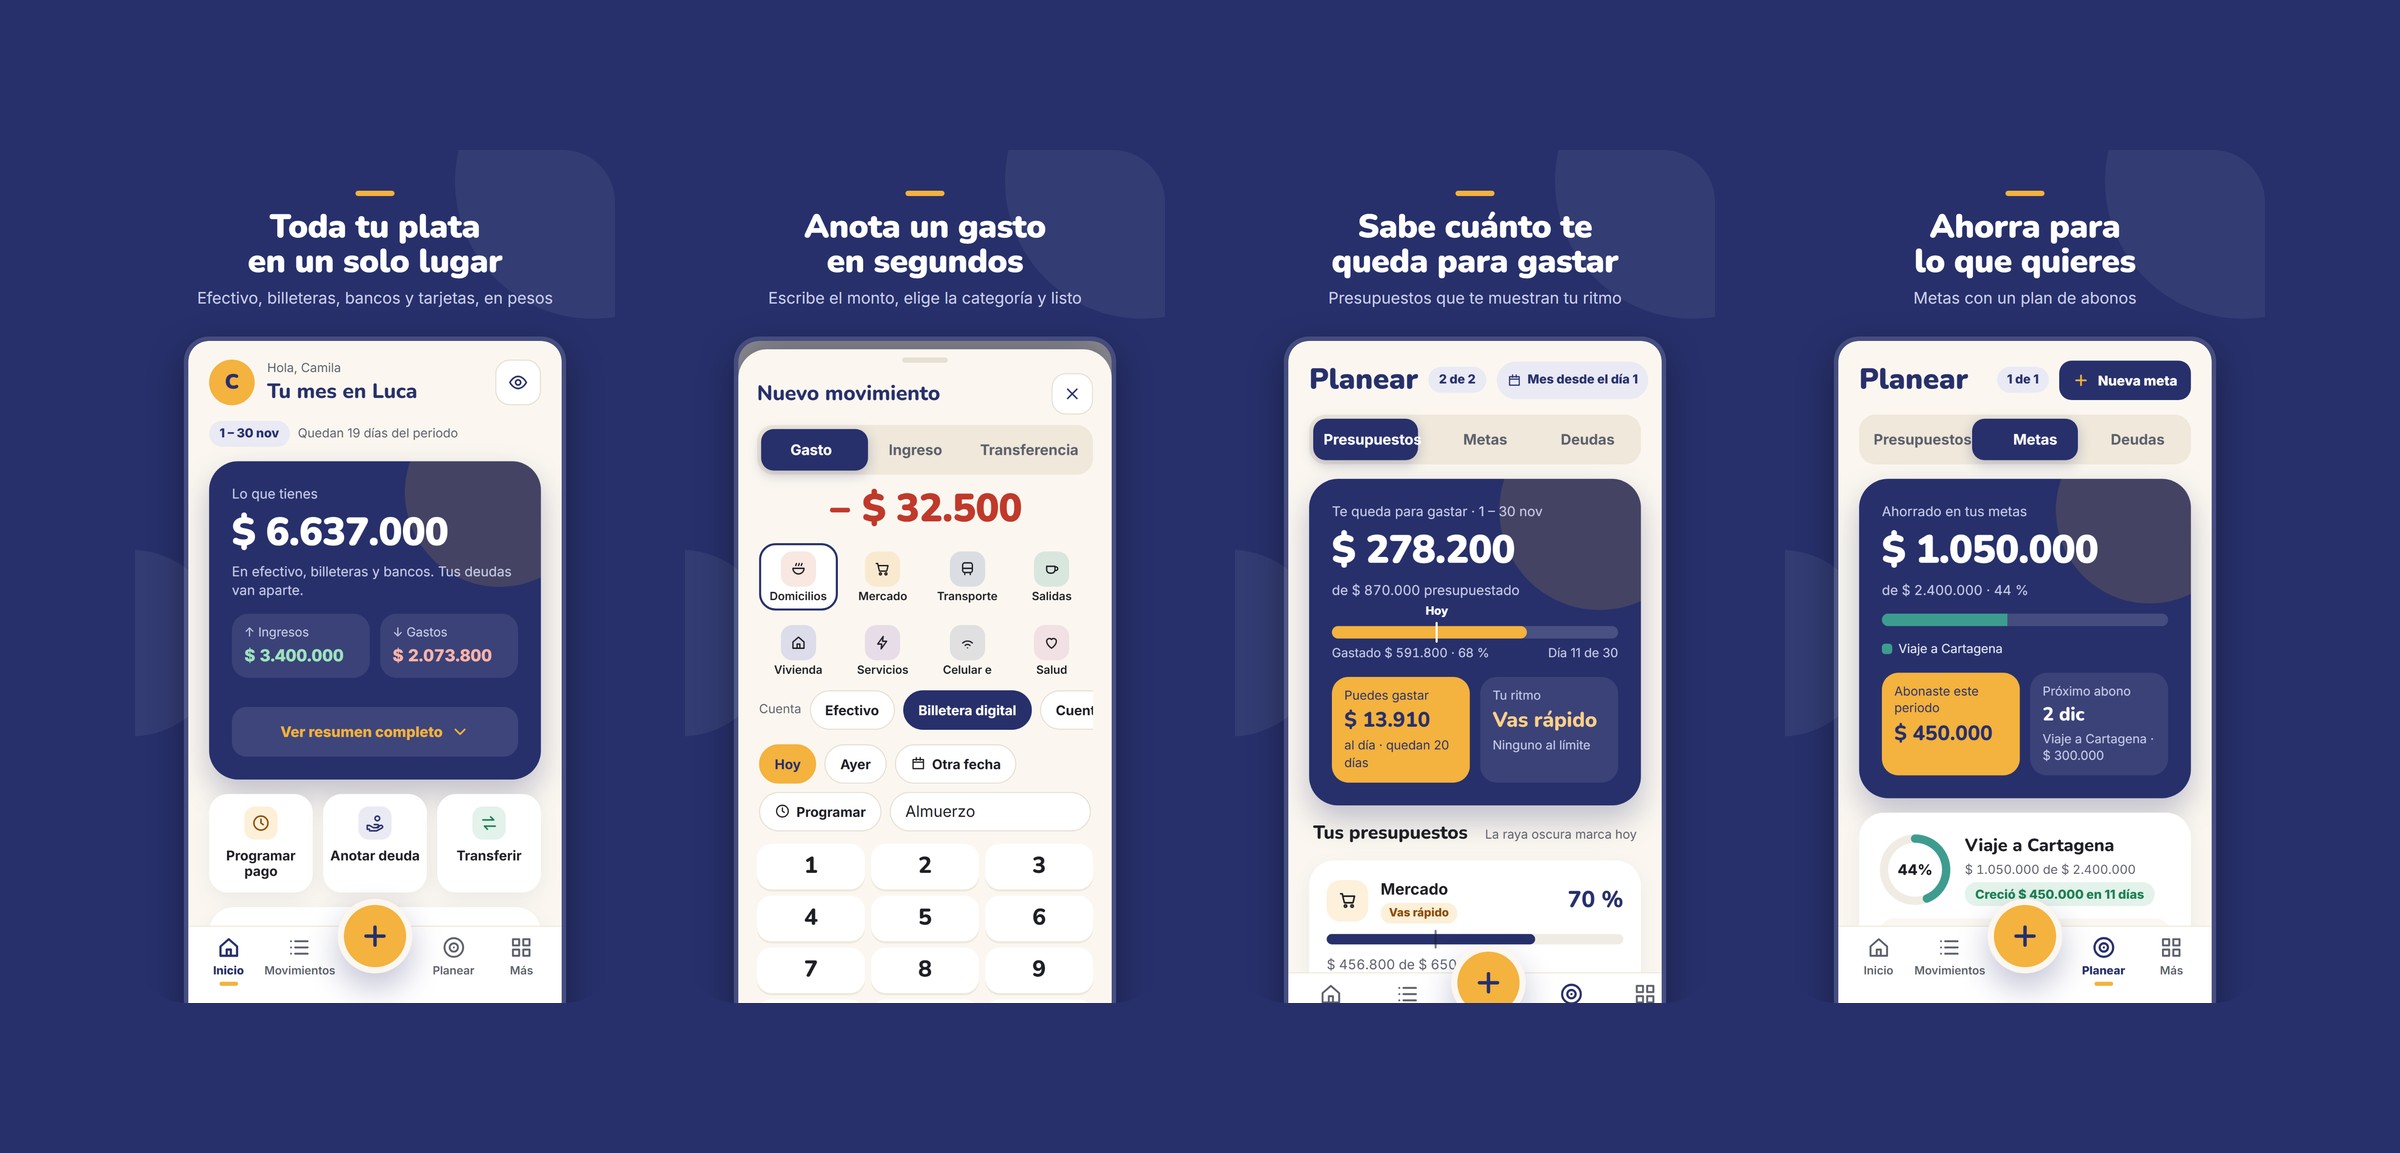 Toda tu plata
en un solo lugar
Efectivo, billeteras, bancos y tarjetas, en pesos
C
Hola, Camila
Tu mes en Luca
1 – 30 nov
Quedan 19 días del periodo
Lo que tienes
$ 6.637.000
En efectivo, billeteras y bancos. Tus deudas
van aparte.
↑ Ingresos
$ 3.400.000
↓ Gastos
$ 2.073.800
Ver resumen completo
Programar
pago
Anotar deuda
Transferir
Inicio
Movimientos
Planear
Más
Anota un gasto
en segundos
Escribe el monto, elige la categoría y listo
Nuevo movimiento
Gasto
Ingreso
Transferencia
– $ 32.500
Domicilios
Mercado
Transporte
Salidas
Vivienda
Servicios
Celular e
Salud
Cuenta
Efectivo
Billetera digital
Cuent
Hoy
Ayer
Otra fecha
Programar
Almuerzo
1
2
3
4
5
6
7
8
9
Sabe cuánto te
queda para gastar
Presupuestos que te muestran tu ritmo
Planear
2 de 2
Mes desde el día 1
Presupuestos
Metas
Deudas
Te queda para gastar · 1 – 30 nov
$ 278.200
de $ 870.000 presupuestado
Hoy
Gastado $ 591.800 · 68 %
Día 11 de 30
Puedes gastar
$ 13.910
al día · quedan 20
días
Tu ritmo
Vas rápido
Ninguno al límite
Tus presupuestos
La raya oscura marca hoy
Mercado
Vas rápido
70 %
$ 456.800 de $ 650
Ahorra para
lo que quieres
Metas con un plan de abonos
Planear
1 de 1
+ Nueva meta
Presupuestos
Metas
Deudas
Ahorrado en tus metas
$ 1.050.000
de $ 2.400.000 · 44 %
Viaje a Cartagena
Abonaste este
periodo
$ 450.000
Próximo abono
2 dic
Viaje a Cartagena ·
$ 300.000
44%
Viaje a Cartagena
$ 1.050.000 de $ 2.400.000
Creció $ 450.000 en 11 días
Inicio
Movimientos
Planear
Más